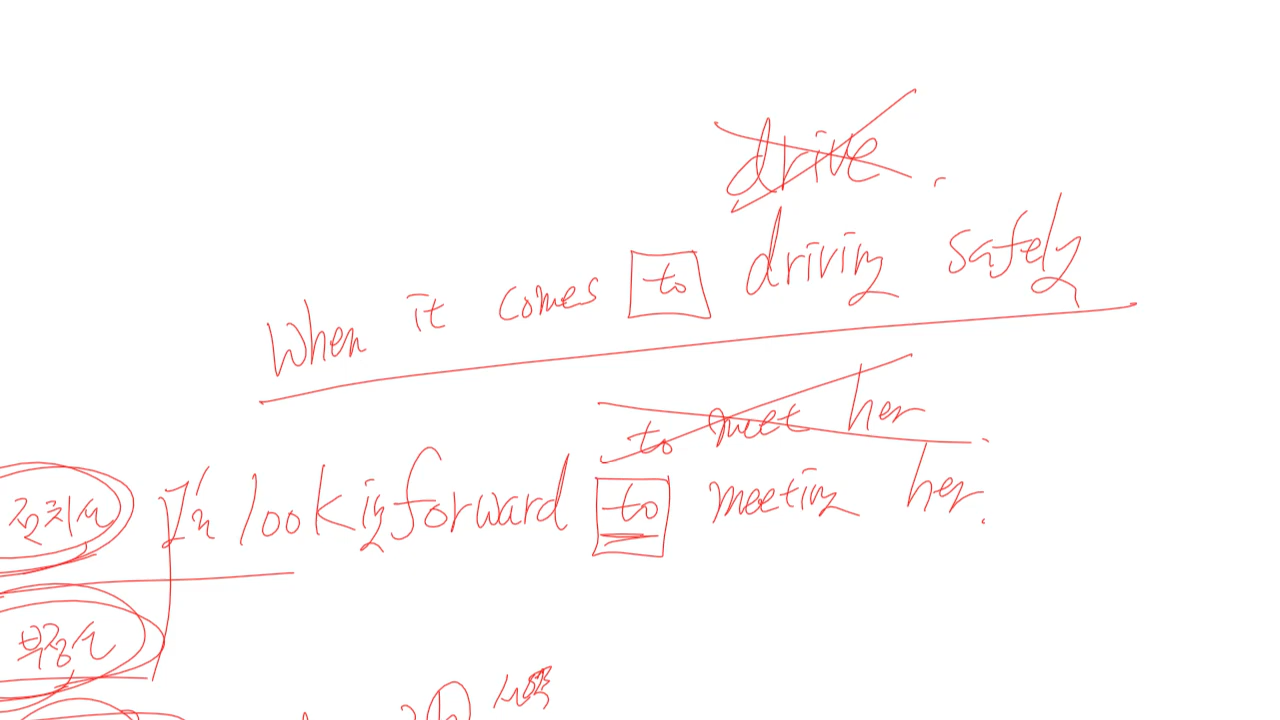 drive.
When it comes to driving safely
to meet her.
전치사 I'm looking forward to meeting her.
부정사